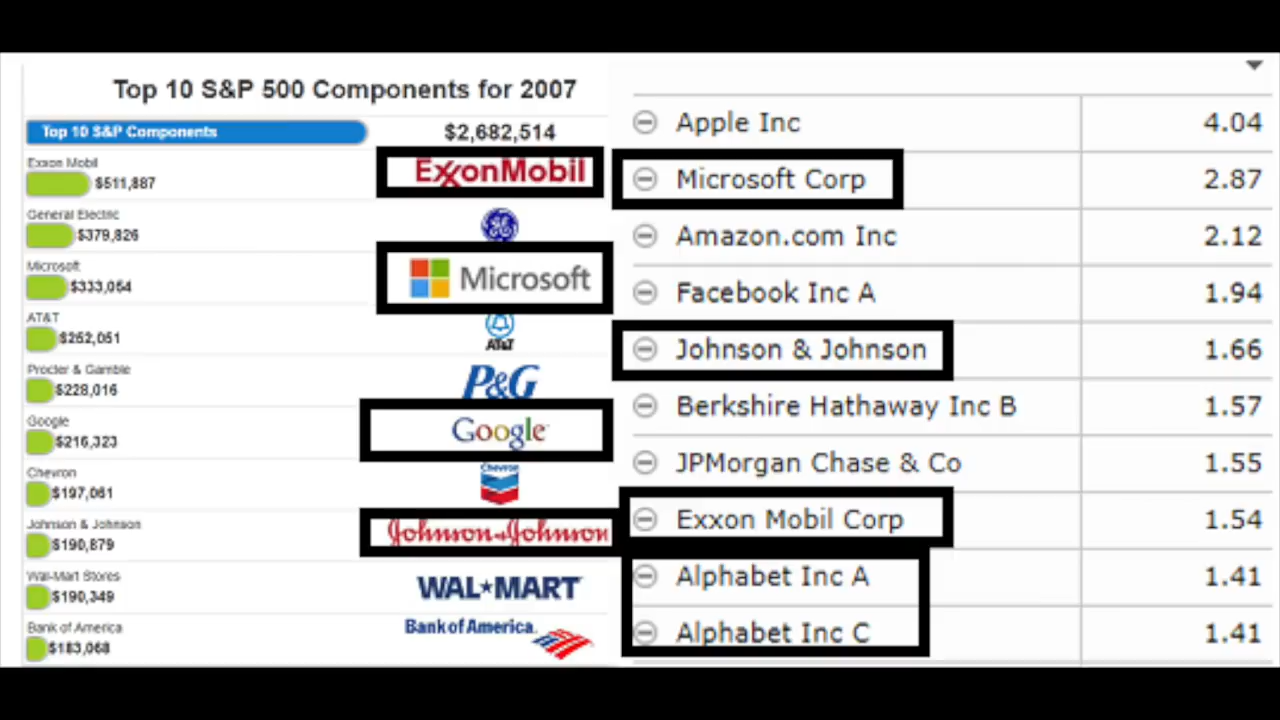 Top 10 S&P 500 Components for 2007
Top 10 S&P Components $2,682,514
Exxon Mobil
$511,887
ExxonMobil
General Electric
$379,826
GE
Microsoft
$333,054
Microsoft
AT&T
$252,051
AT&T
Procter & Gamble
$228,016
P&G
Google
$216,323
Google
Chevron
$197,061
Chevron
Johnson & Johnson
$190,879
Johnson & Johnson
Wal-Mart Stores
$190,349
WAL★MART
Bank of America
$183,068
Bank of America
Apple Inc 4.04
Microsoft Corp 2.87
Amazon.com Inc 2.12
Facebook Inc A 1.94
Johnson & Johnson 1.66
Berkshire Hathaway Inc B 1.57
JPMorgan Chase & Co 1.55
Exxon Mobil Corp 1.54
Alphabet Inc A 1.41
Alphabet Inc C 1.41